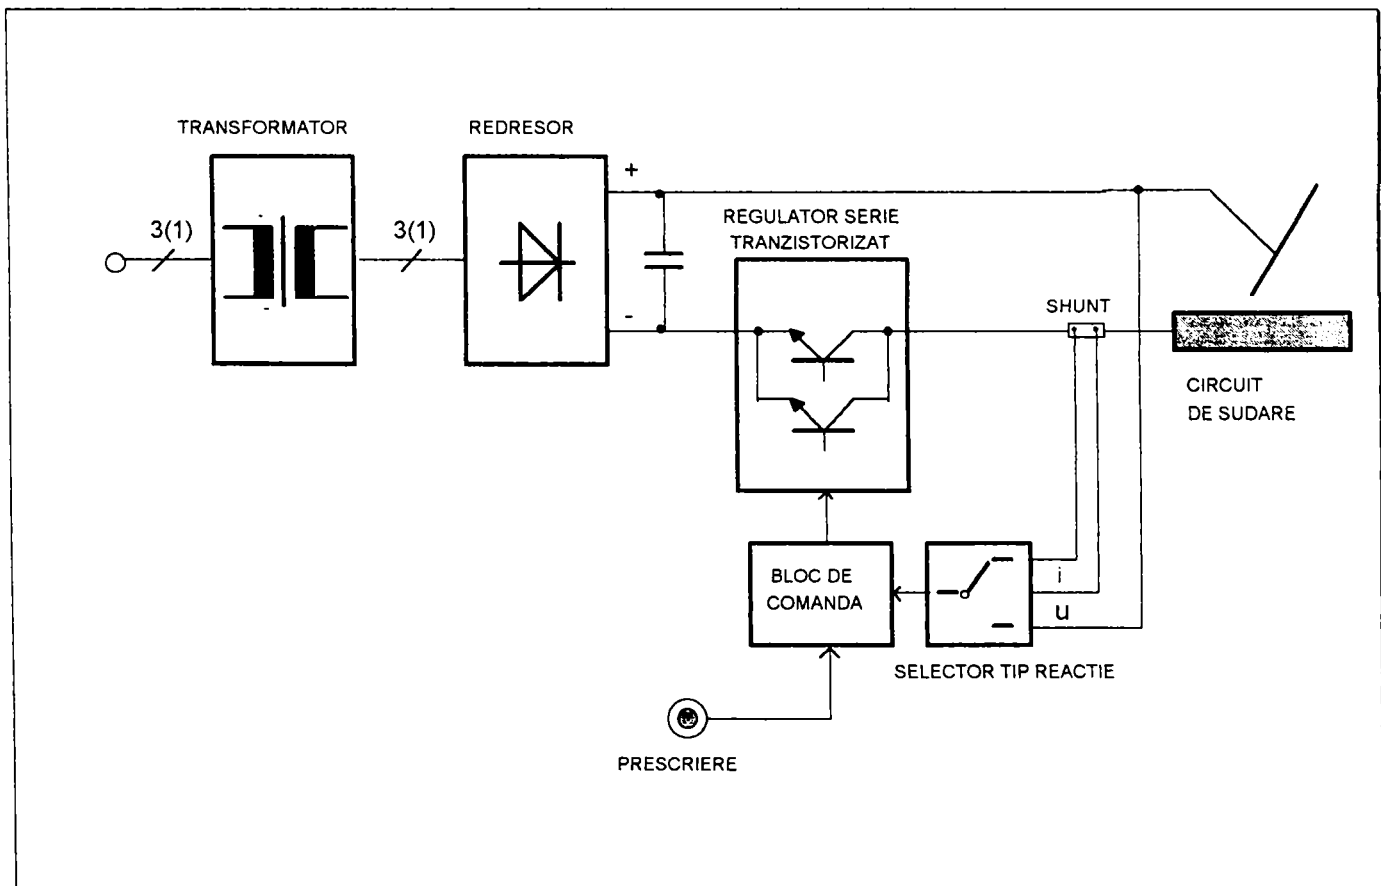 TRANSFORMATOR
REDRESOR
3(1)
3(1)
+
-
REGULATOR SERIE
TRANZISTORIZAT
SHUNT
CIRCUIT
DE SUDARE
BLOC DE
COMANDA
i
u
SELECTOR TIP REACTIE
PRESCRIERE